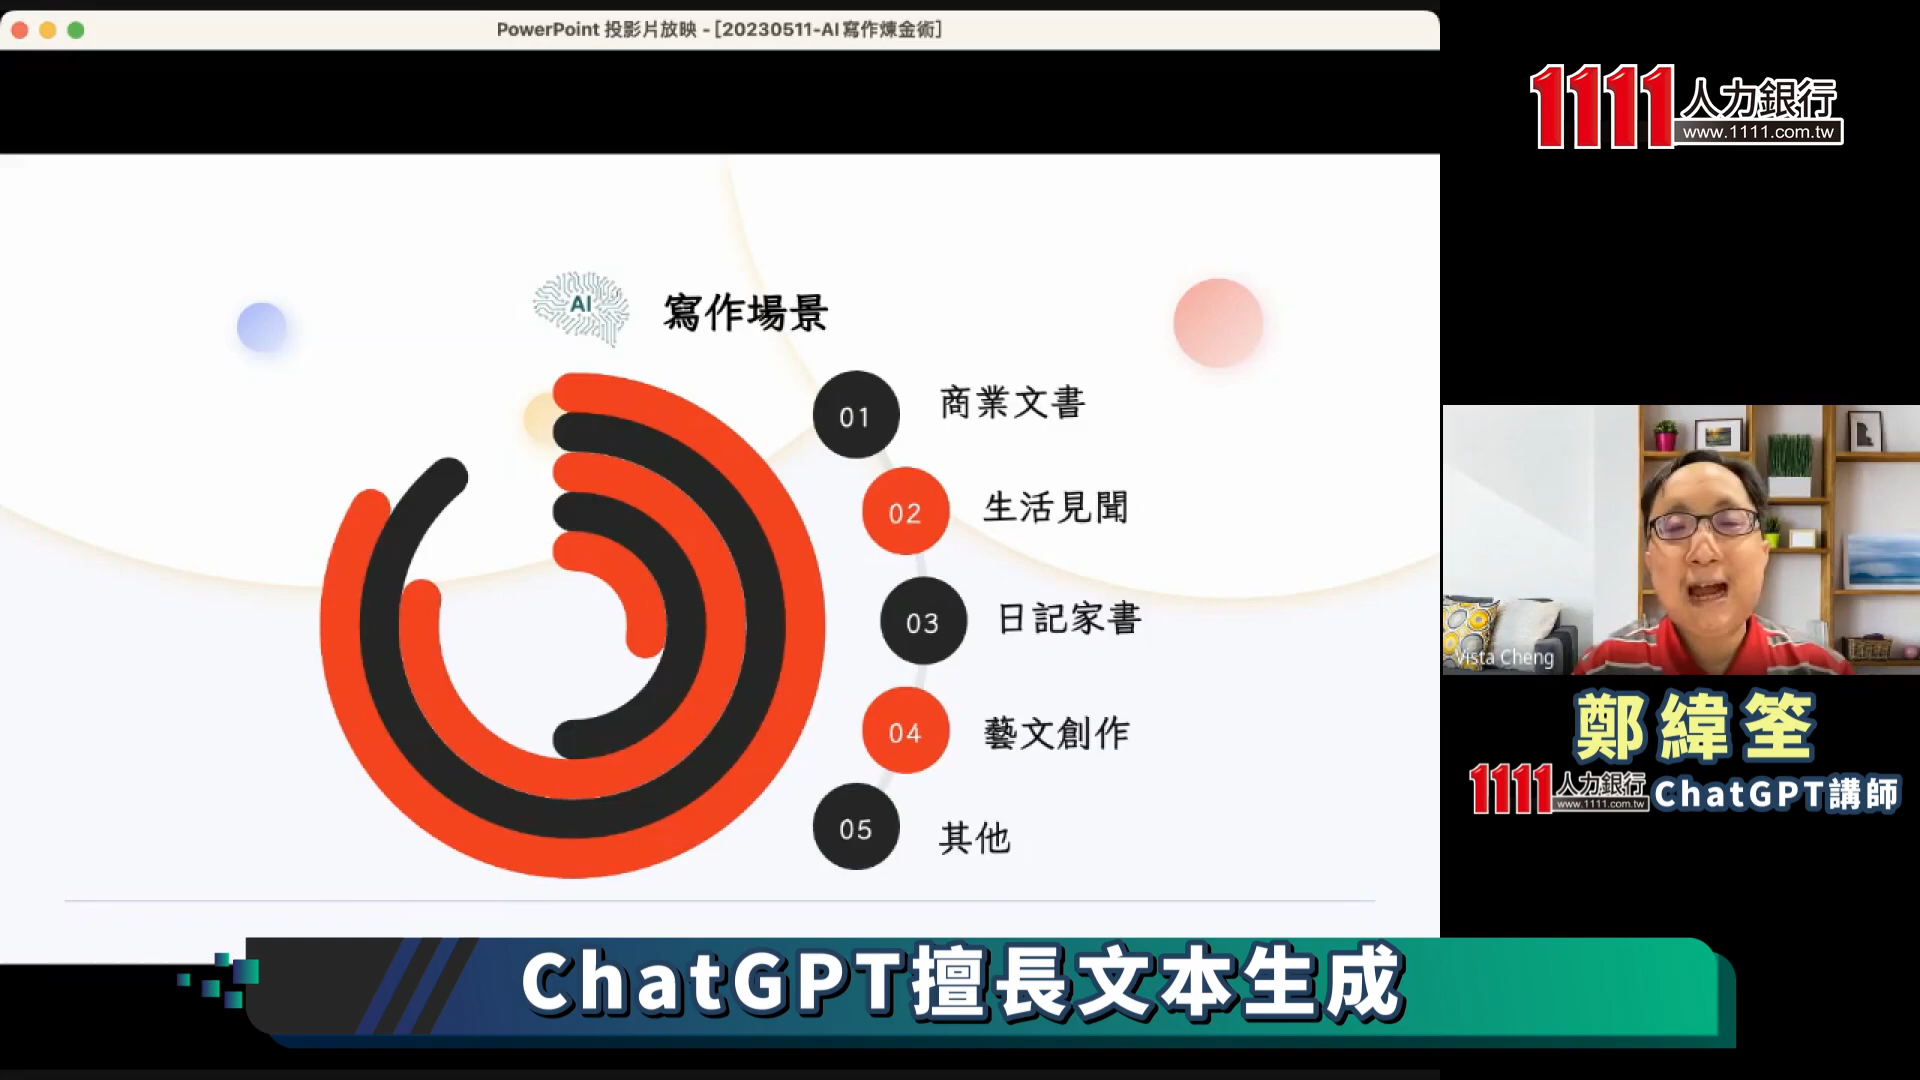 PowerPoint 投影片放映 - [20230511-AI寫作煉金術]
1111人力銀行
www.1111.com.tw
AI
寫作場景
01 商業文書
02 生活見聞
03 日記家書
04 藝文創作
05 其他
Vista Cheng
鄭緯筌
1111人力銀行 ChatGPT講師
www.1111.com.tw
ChatGPT擅長文本生成